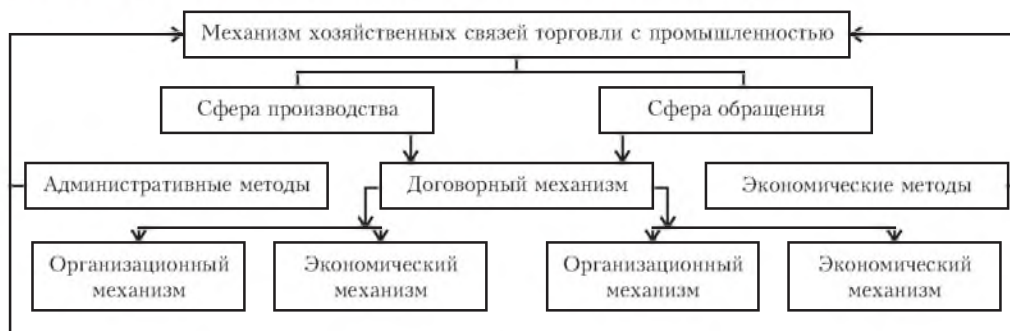 Механизм хозяйственных связей торговли с промышленностью
Сфера производства
Сфера обращения
Административные методы
Договорный механизм
Экономические методы
Организационный
механизм
Экономический
механизм
Организационный
механизм
Экономический
механизм